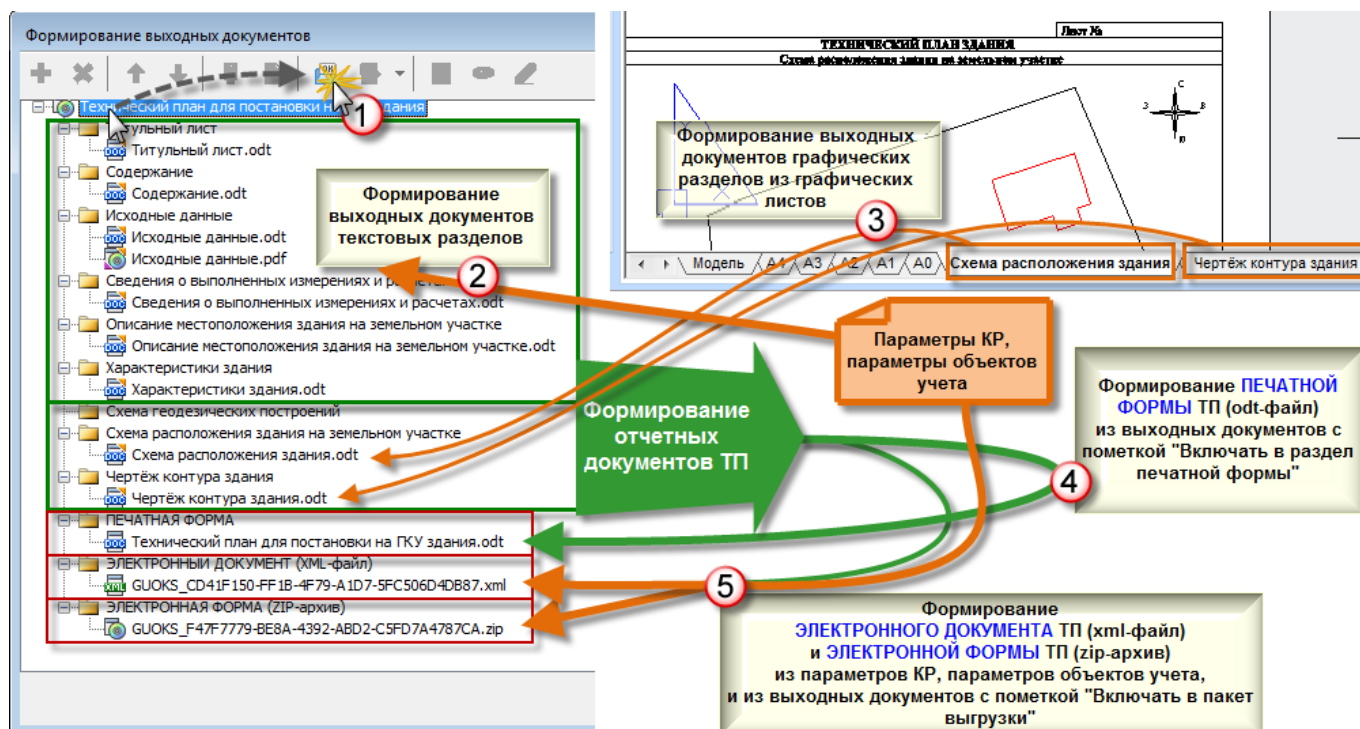 Формирование выходных документов
1
Технический план для постановки н
дания
тульный лист
Титульный лист.odt
Содержание
Содержание.odt
Исходные данные
Исходные данные.odt
Исходные данные.pdf
Сведения о выполненных измерениях и расчетах
Сведения о выполненных измерениях и расчетах.odt
Описание местоположения здания на земельном участке
Описание местоположения здания на земельном участке.odt
Характеристики здания
Характеристики здания.odt
Схема геодезических построений
Схема расположения здания на земельном участке
Схема расположения здания.odt
Чертёж контура здания
Чертёж контура здания.odt
ПЕЧАТНАЯ ФОРМА
Технический план для постановки на ГКУ здания.odt
ЭЛЕКТРОННЫЙ ДОКУМЕНТ (XML-файл)
GUOKS_CD41F150-FF1B-4F79-A1D7-5FC506D4DB87.xml
ЭЛЕКТРОННАЯ ФОРМА (ZIP-архив)
GUOKS_F47F7779-BE8A-4392-ABD2-C5FD7A4787CA.zip
Формирование
выходных документов
текстовых разделов
2
Лист №
ТЕХНИЧЕСКИЙ ПЛАН ЗДАНИЯ
Схема расположения здания на земельном участке
С
З
В
Ю
Формирование выходных
документов графических
разделов из графических
листов
3
Модель
А4
А3
А2
А1
А0
Схема расположения здания
Чертёж контура здания
Параметры КР,
параметры объектов
учета
Формирование
отчетных
документов ТП
Формирование ПЕЧАТНОЙ
ФОРМЫ ТП (odt-файл)
из выходных документов с
пометкой "Включать в раздел
печатной формы"
4
5
Формирование
ЭЛЕКТРОННОГО ДОКУМЕНТА ТП (xml-файл)
и ЭЛЕКТРОННОЙ ФОРМЫ ТП (zip-архив)
из параметров КР, параметров объектов учета,
и из выходных документов с пометкой "Включать в пакет
выгрузки"